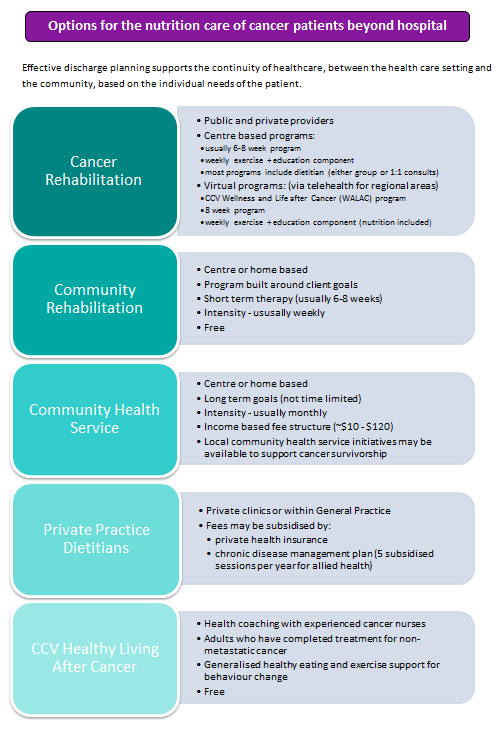 Options for the nutrition care of cancer patients beyond hospital
Effective discharge planning supports the continuity of healthcare, between the health care setting and
the community, based on the individual needs of the patient.
Cancer
Rehabilitation
• Public and private providers
• Centre based programs:
• usually 6-8 week program
• weekly exercise + education component
• most programs include dietitian (either group or 1:1 consults)
• Virtual programs: (via telehealth for regional areas)
• CCV Wellness and Life after Cancer (WALAC) program
• 8 week program
• weekly exercise + education component (nutrition included)
Community
Rehabilitation
• Centre or home based
• Program built around client goals
• Short term therapy (usually 6-8 weeks)
• Intensity - ususally weekly
• Free
Community Health
Service
• Centre or home based
• Long term goals (not time limited)
• Intensity - usually monthly
• Income based fee structure (~$10 - $120)
• Local community health service initiatives may be
available to support cancer survivorship
Private Practice
Dietitians
• Private clinics or within General Practice
• Fees may be subsidised by:
• private health insurance
• chronic disease management plan (5 subsidised
sessions per year for allied health)
CCV Healthy Living
After Cancer
• Health coaching with experienced cancer nurses
• Adults who have completed treatment for non-
metastatic cancer
• Generalised healthy eating and exercise support for
behaviour change
• Free